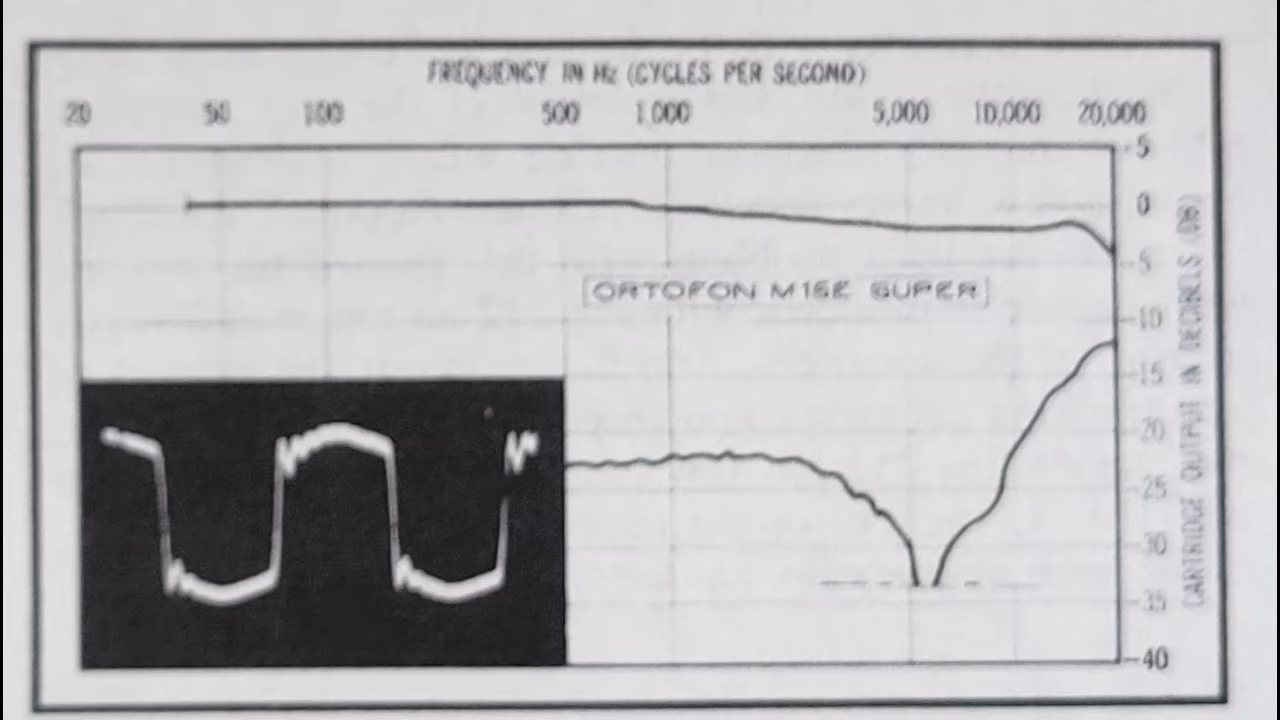 FREQUENCY IN Hz (CYCLES PER SECOND)
20 50 100 500 1,000 5,000 10,000 20,000
5
0
-5
-10
-15
-20
-25
-30
-35
-40
CARTRIDGE OUTPUT IN DECIBELS (DB)
[ORTOFON M15E SUPER]